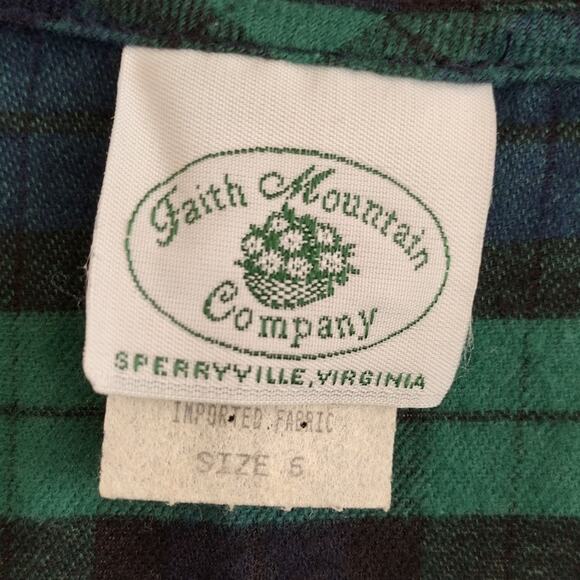 Faith Mountain
Company
SPERRYVILLE, VIRGINIA
IMPORTED FABRIC
SIZE 6